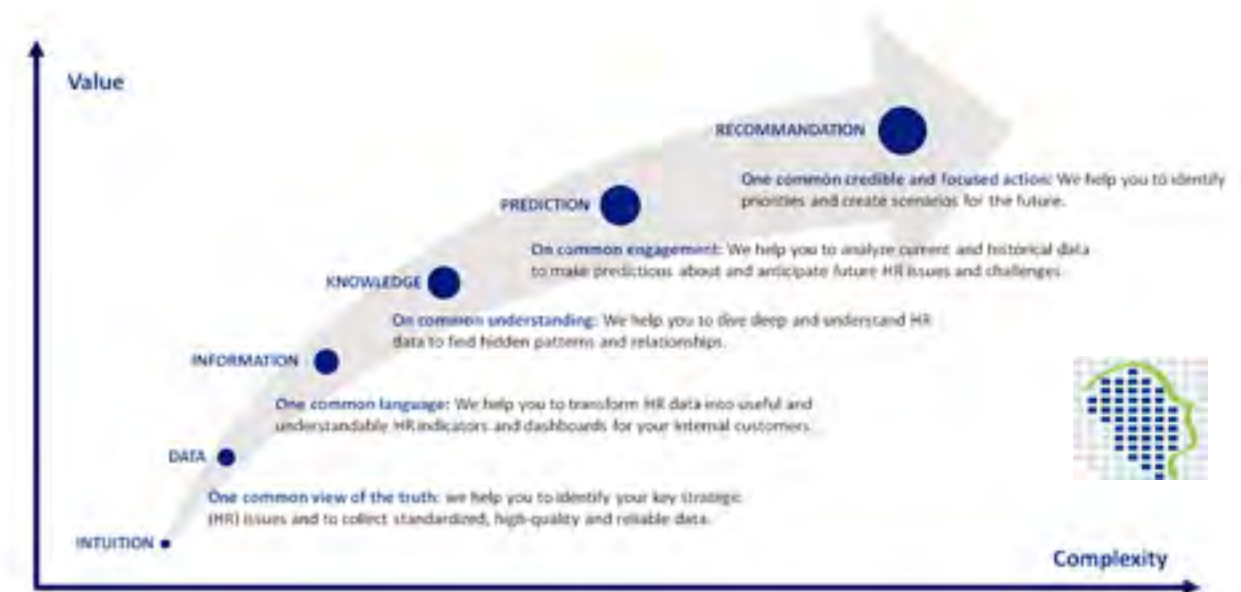 Value
RECOMMANDATION
One common credible and focused action: We help you to identify
priorities and create scenarios for the future.
PREDICTION
On common engagement: We help you to analyze current and historical data
to make predictions about and anticipate future HR issues and challenges
KNOWLEDGE
On common understanding: We help you to dive deep and understand HR
data to find hidden patterns and relationships.
INFORMATION
One common language: We help you to transform HR data into useful and
understandable HR indicators and dashboards for your internal customers.
DATA
One common view of the truth: we help you to identify your key strategic
(HR) issues and to collect standardized, high-quality and reliable data.
INTUITION
Complexity